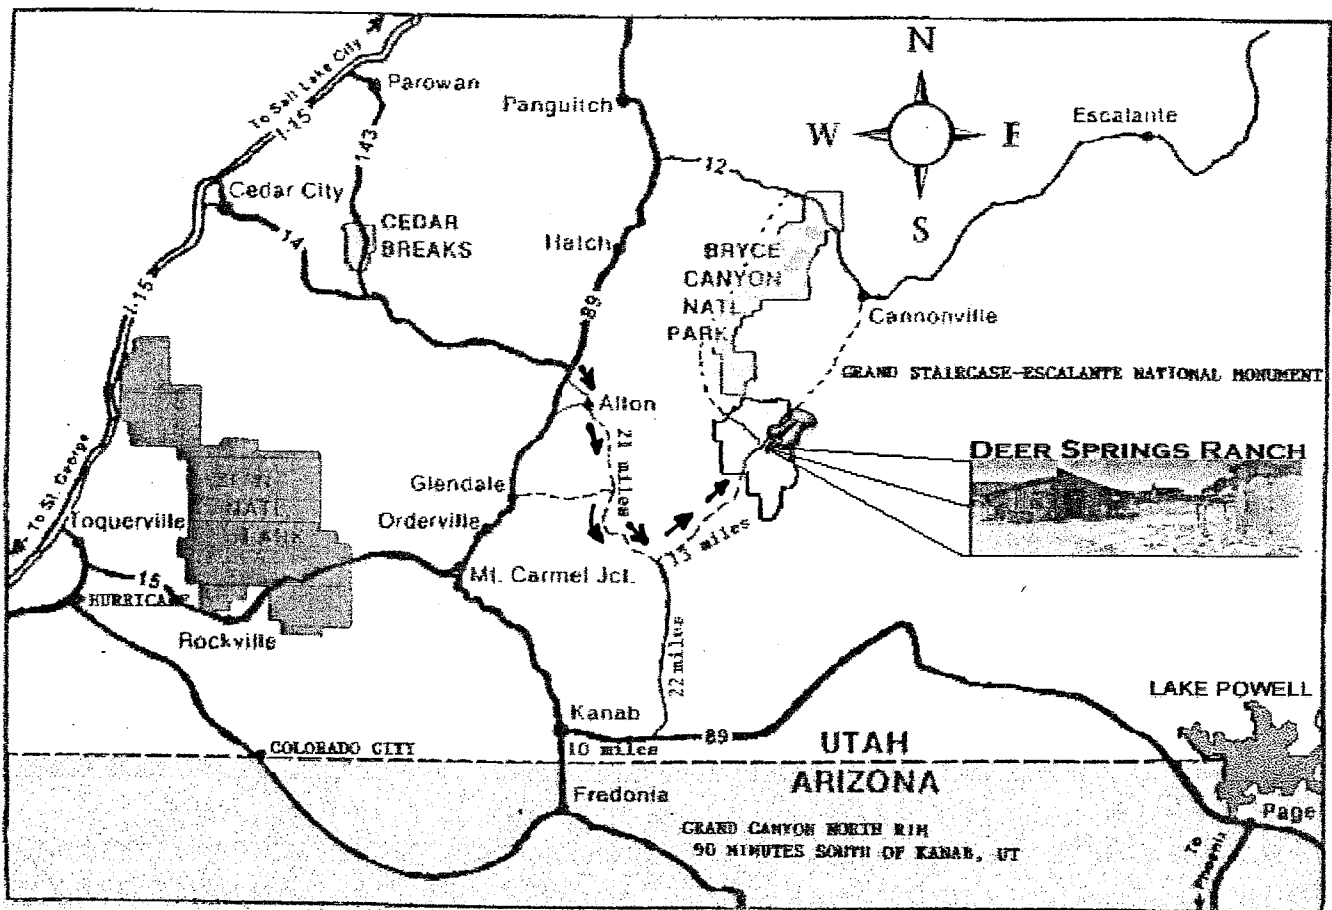 To Salt Lake City
I-15
Parowan
143
Panguitch
N
W
E
S
Escalante
12
Cedar City
14
CEDAR
BREAKS
Hatch
BRYCE
CANYON
NATL
PARK
89
I-15
Cannonville
GRAND STAIRCASE-ESCALANTE NATIONAL MONUMENT
Alton
21 miles
DEER SPRINGS RANCH
To St. George
Glendale
Orderville
Toquerville
NATL
PARK
15 miles
Mt. Carmel Jct.
15
HURRICANE
Rockville
22 miles
LAKE POWELL
Kanab
10 miles
89
UTAH
COLORADO CITY
ARIZONA
Fredonia
Page
GRAND CANYON NORTH RIM
90 MINUTES SOUTH OF KANAB, UT
To
Phoenix